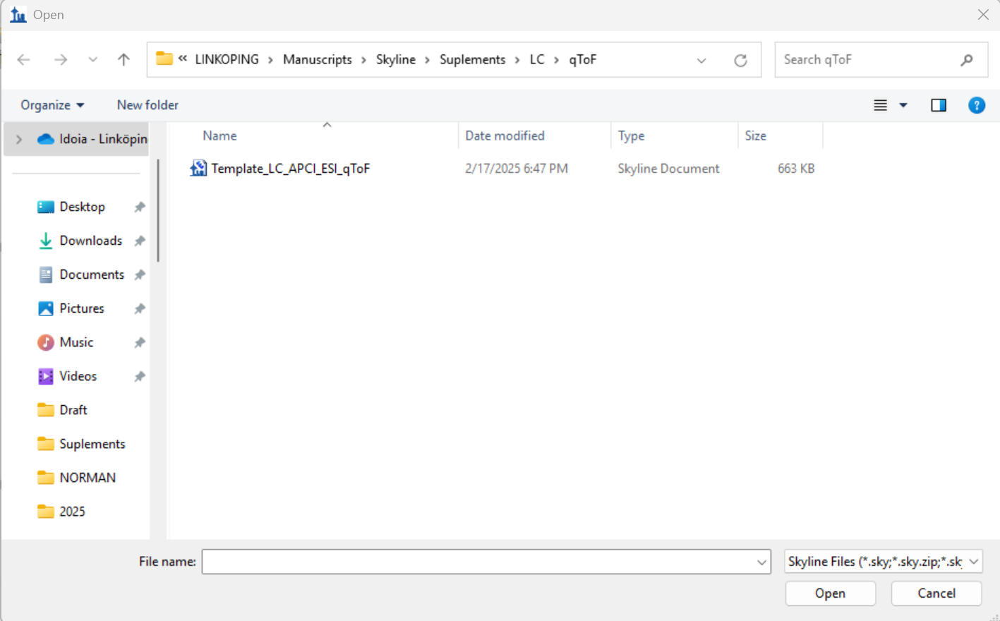 Open
« LINKOPING > Manuscripts > Skyline > Suplements > LC > qToF
Search qToF
Organize
New folder
?
Idoia - Linköpin
Name
Date modified
Type
Size
Template_LC_APCI_ESI_qToF
2/17/2025 6:47 PM
Skyline Document
663 KB
Desktop
Downloads
Documents
Pictures
Music
Videos
Draft
Suplements
NORMAN
2025
File name:
Skyline Files (*.sky;*.sky.zip;*.sk
Open
Cancel